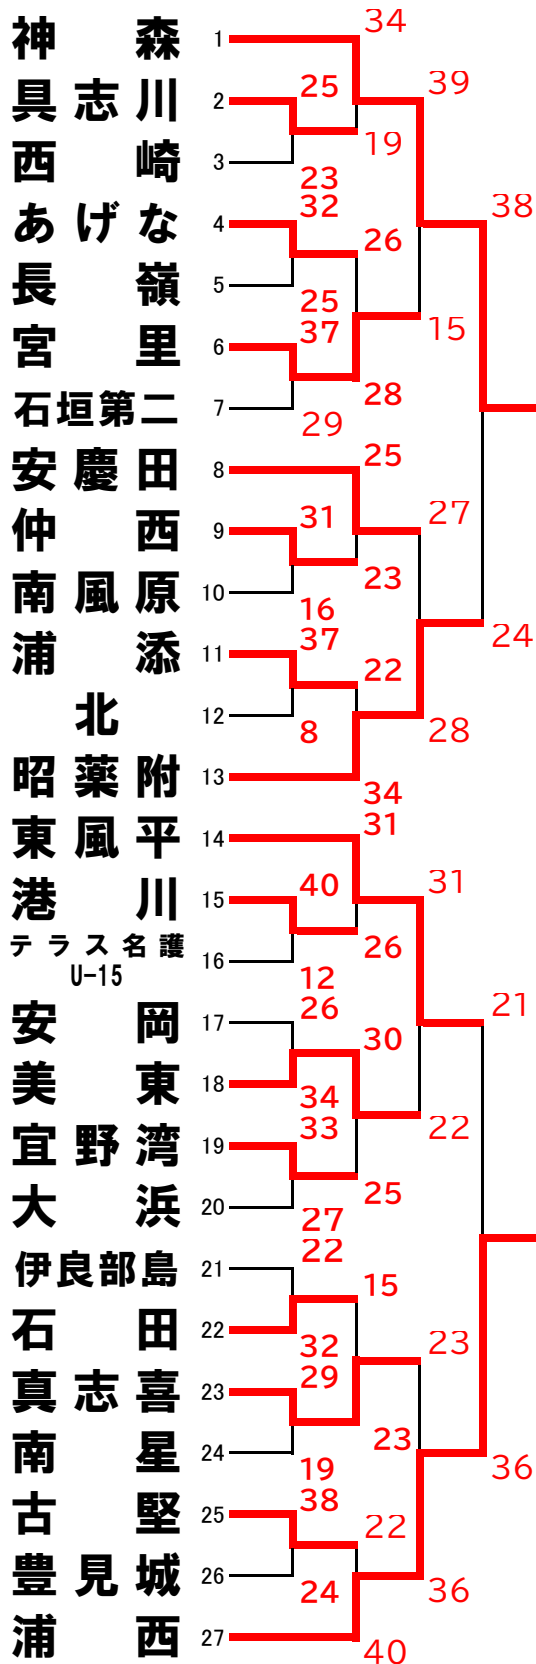 神森 1 34
具志川 2 25 39
西崎 3 19
23
あげな 4 32 38
26
長嶺 5
25
宮里 6 37 15
石垣第二 7 28
29
安慶田 8 25
仲西 9 31 27
南風原 10 23
16
浦添 11 37 24
22
北 12 8 28
昭薬附 13 34
東風平 14 31
港川 15 40 31
テラス名護 U-15 16 26
12
安岡 17 26 21
30
美東 18 34
宜野湾 19 33 22
大浜 20 25
27
伊良部島 21 22
15
石田 22 32 23
真志喜 23 29
南星 24 23
19 36
古堅 25 38
22
豊見城 26 24 36
浦西 27 40